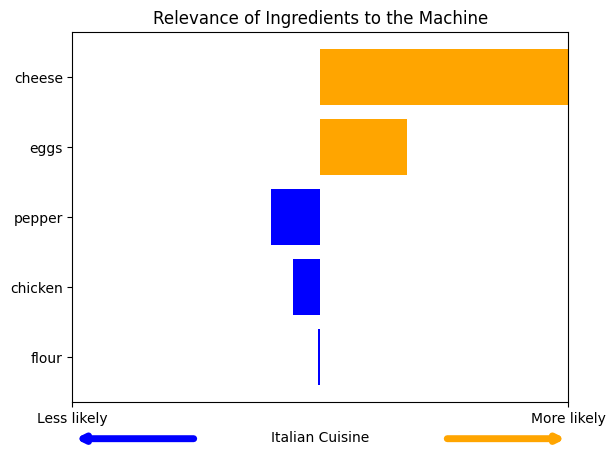 Relevance of Ingredients to the Machine
cheese
eggs
pepper
chicken
flour
Less likely
More likely
Italian Cuisine